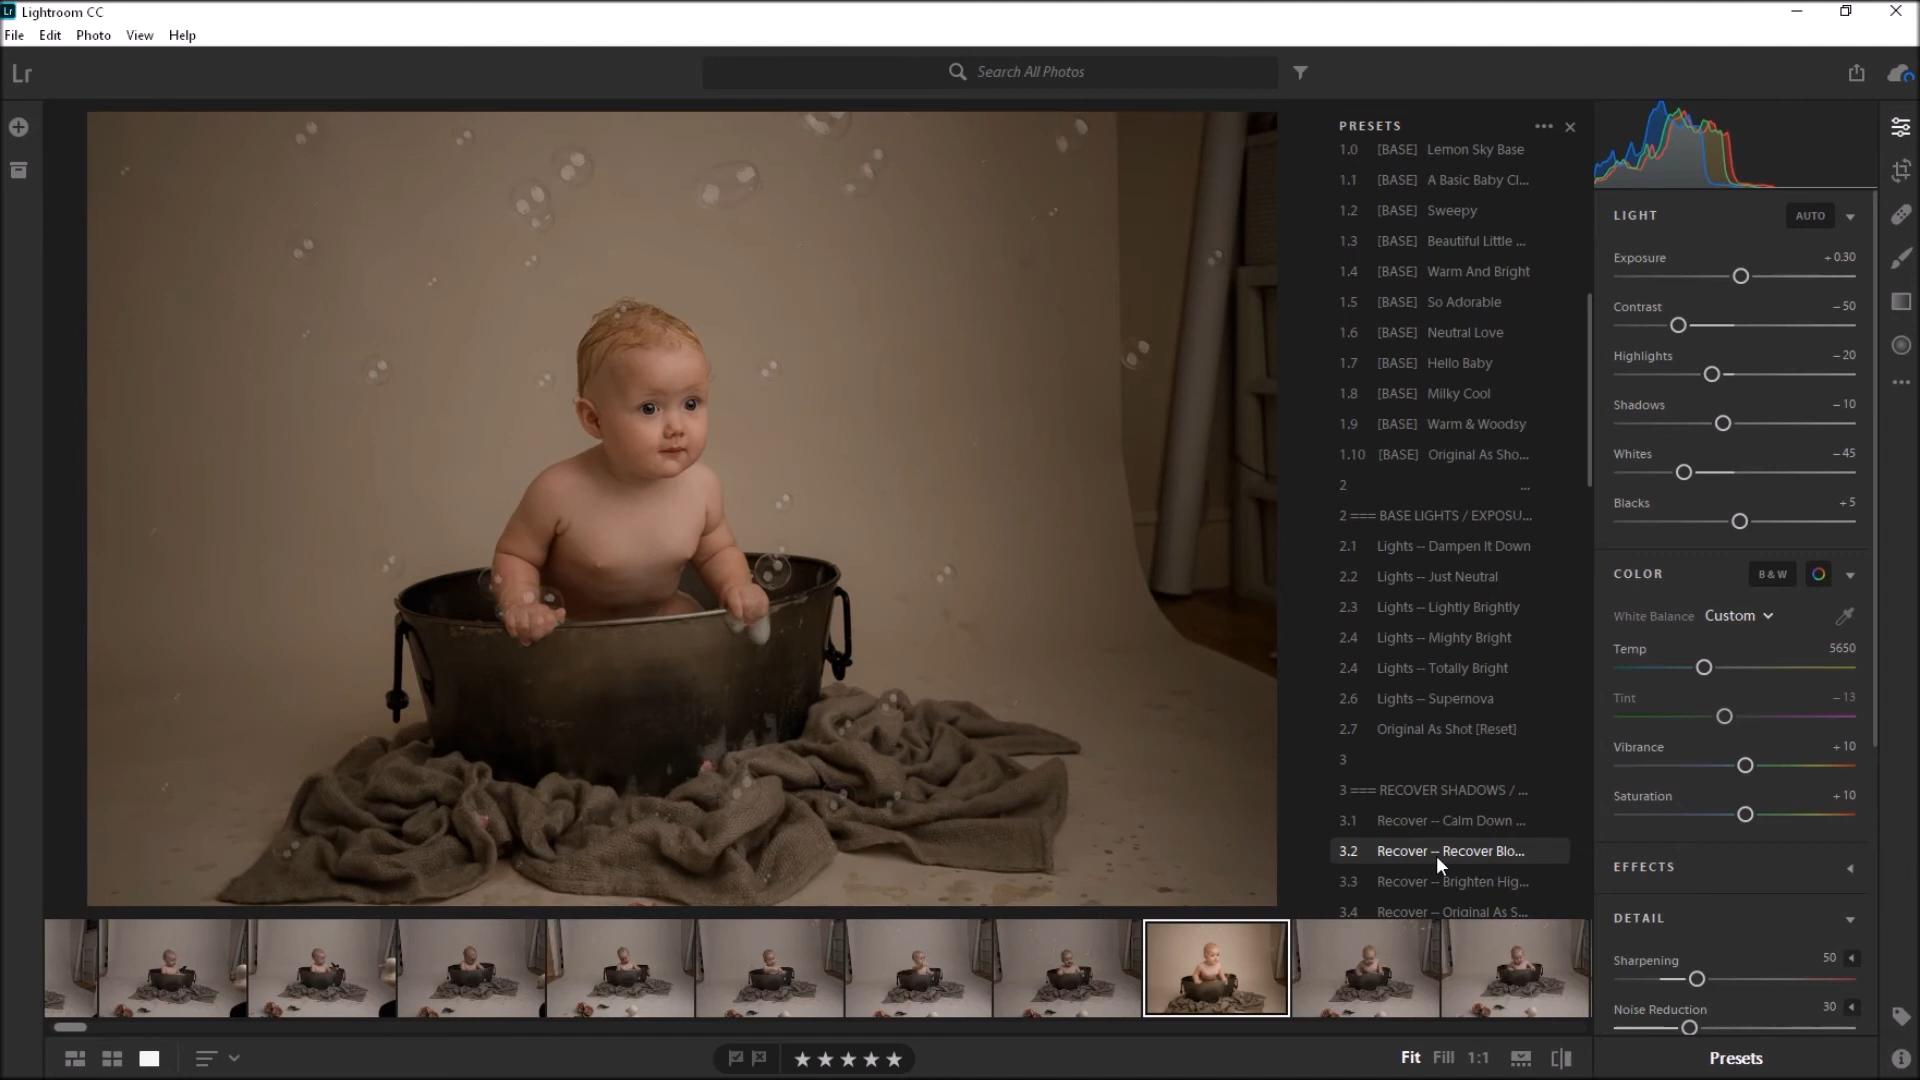 Lr Lightroom CC
File Edit Photo View Help
Lr
Search All Photos
PRESETS
1.0 [BASE] Lemon Sky Base
1.1 [BASE] A Basic Baby Cl...
1.2 [BASE] Sweepy
1.3 [BASE] Beautiful Little ...
1.4 [BASE] Warm And Bright
1.5 [BASE] So Adorable
1.6 [BASE] Neutral Love
1.7 [BASE] Hello Baby
1.8 [BASE] Milky Cool
1.9 [BASE] Warm & Woodsy
1.10 [BASE] Original As Sho...
2 ...
2 === BASE LIGHTS / EXPOSU...
2.1 Lights -- Dampen It Down
2.2 Lights -- Just Neutral
2.3 Lights -- Lightly Brightly
2.4 Lights -- Mighty Bright
2.4 Lights -- Totally Bright
2.6 Lights -- Supernova
2.7 Original As Shot [Reset]
3
3 === RECOVER SHADOWS / ...
3.1 Recover -- Calm Down ...
3.2 Recover -- Recover Blo...
3.3 Recover -- Brighten Hig...
3.4 Recover -- Original As S...
LIGHT AUTO
Exposure + 0.30
Contrast – 50
Highlights – 20
Shadows – 10
Whites – 45
Blacks + 5
COLOR B & W
White Balance Custom
Temp 5650
Tint – 13
Vibrance + 10
Saturation + 10
EFFECTS
DETAIL
Sharpening 50
Noise Reduction 30
Fit Fill 1:1
Presets